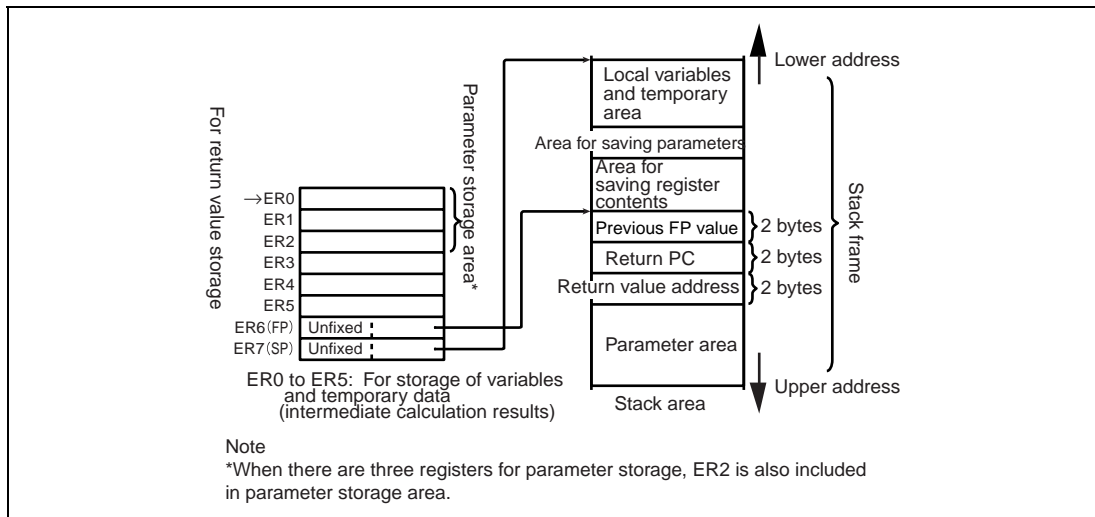 For return value storage
→ER0
ER1
ER2
ER3
ER4
ER5
ER6(FP)
ER7(SP)
Unfixed
Unfixed
Parameter storage area*
ER0 to ER5: For storage of variables
and temporary data
(intermediate calculation results)
Local variables
and temporary
area
Area for saving parameters
Area for
saving register
contents
Previous FP value
Return PC
Return value address
Parameter area
Stack area
2 bytes
2 bytes
2 bytes
Lower address
Stack frame
Upper address
Note
*When there are three registers for parameter storage, ER2 is also included
in parameter storage area.